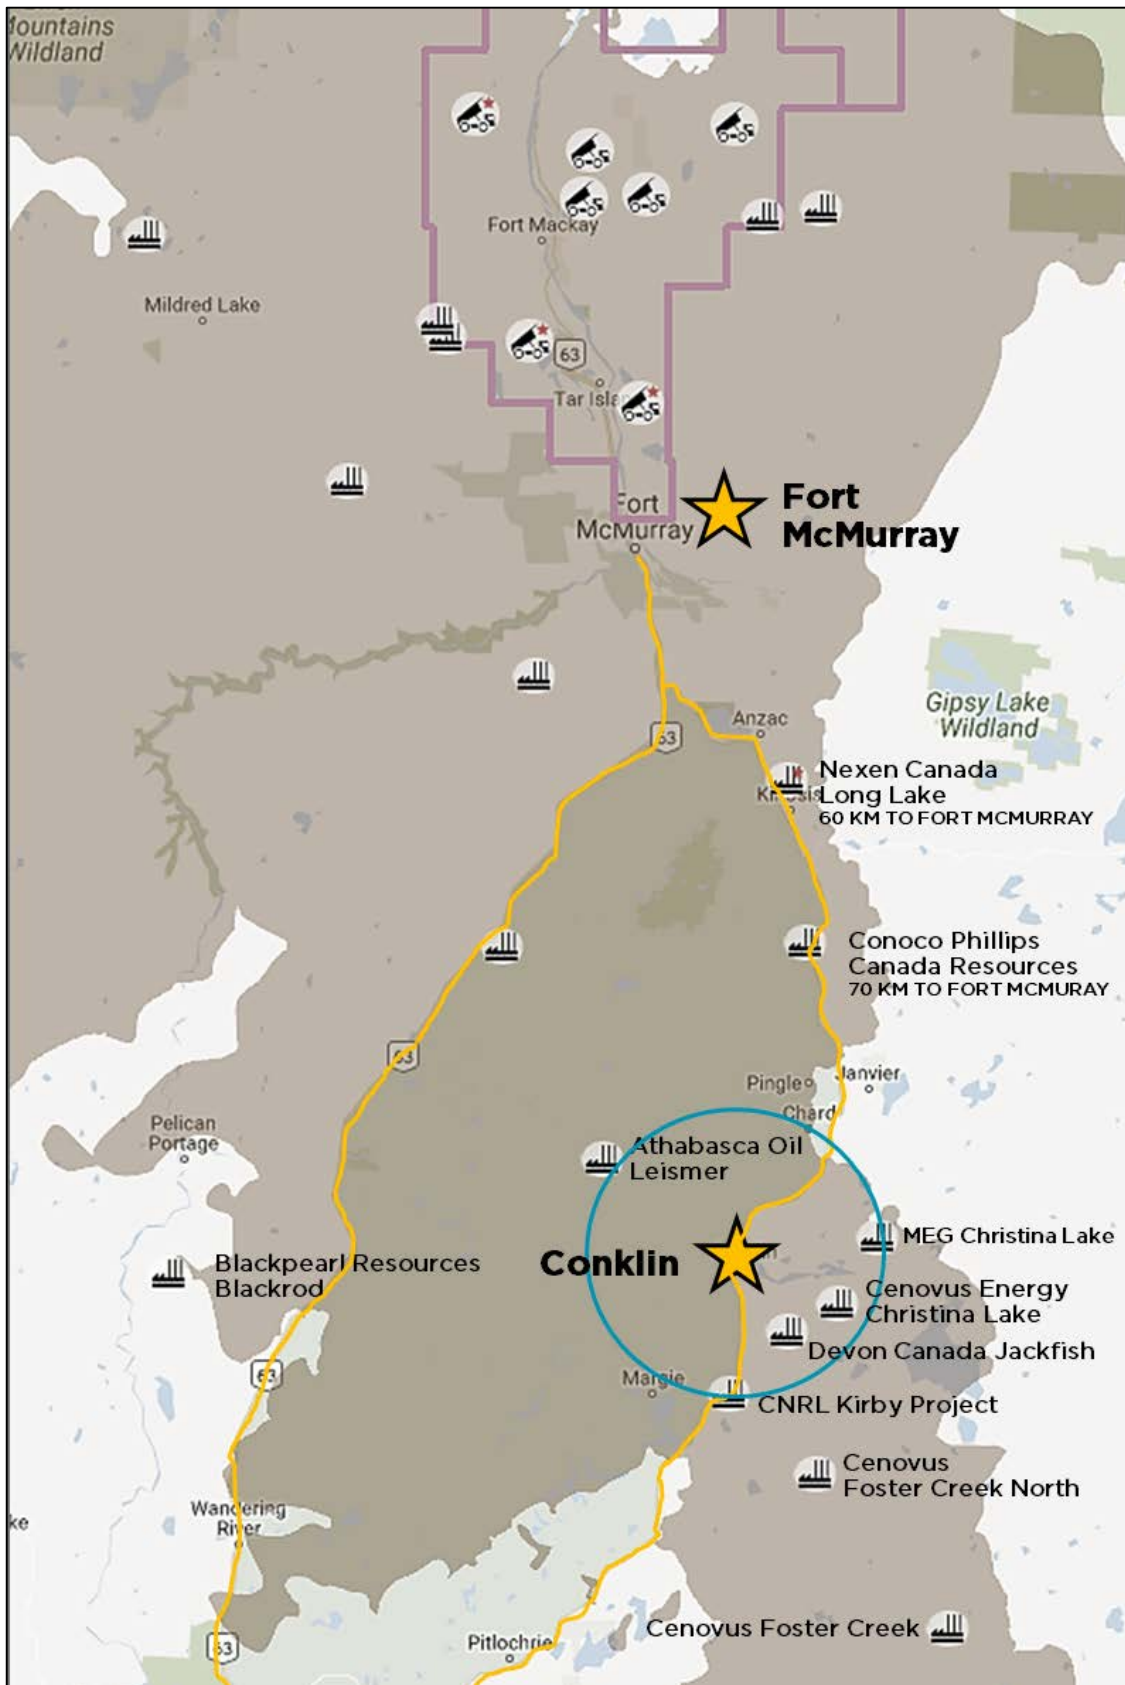 Mountains
Wildland
Fort Mackay
Mildred Lake
63
Tar Isla
Fort
McMurray
Fort
McMurray
Gipsy Lake
Wildland
Anzac
63
Nexen Canada
Long Lake
60 KM TO FORT MCMURRAY
Conoco Phillips
Canada Resources
70 KM TO FORT MCMURAY
63
Janvier
Pingle
Chard
Pelican
Portage
Athabasca Oil
Leismer
MEG Christina Lake
Conklin
Blackpearl Resources
Blackrod
Cenovus Energy
Christina Lake
Devon Canada Jackfish
63
Margie
CNRL Kirby Project
Cenovus
Foster Creek North
Wandering
River
ke
Cenovus Foster Creek
Pitlochrie
63